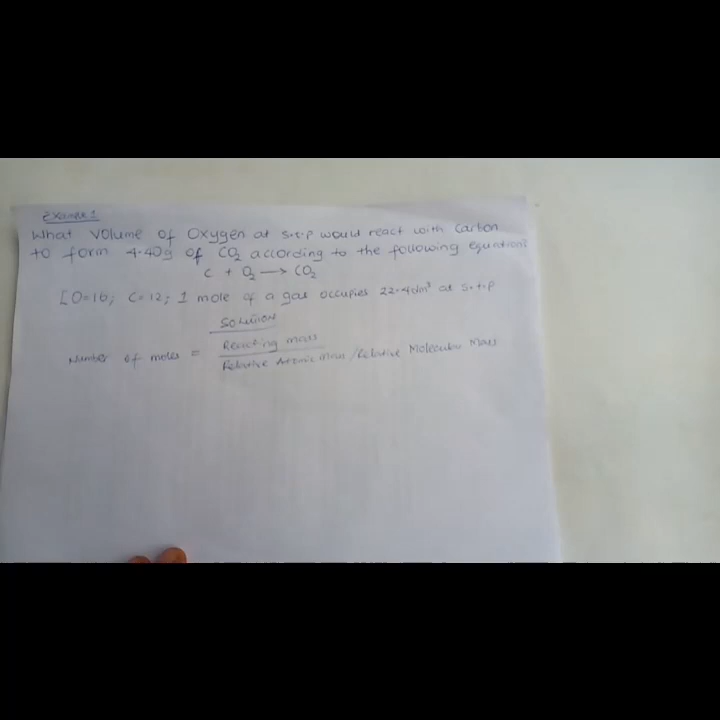 Example 1
What volume of Oxygen at s.t.p would react with Carbon
to form 4.40g of CO₂ according to the following equation?
C + O₂ → CO₂
[O=16; C=12; 1 mole of a gas occupies 22.4dm³ at s.t.p
SOLUTION
Number of moles = Reacting mass
Relative Atomic Mass / Relative Molecular Mass